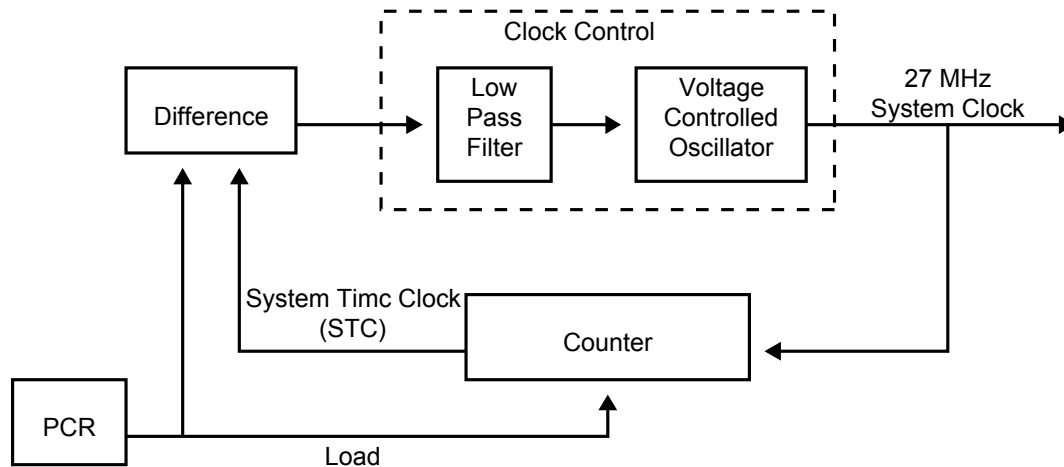 Clock Control
Difference
Low
Pass
Filter
Voltage
Controlled
Oscillator
27 MHz
System Clock
System Timc Clock
(STC)
Counter
PCR
Load